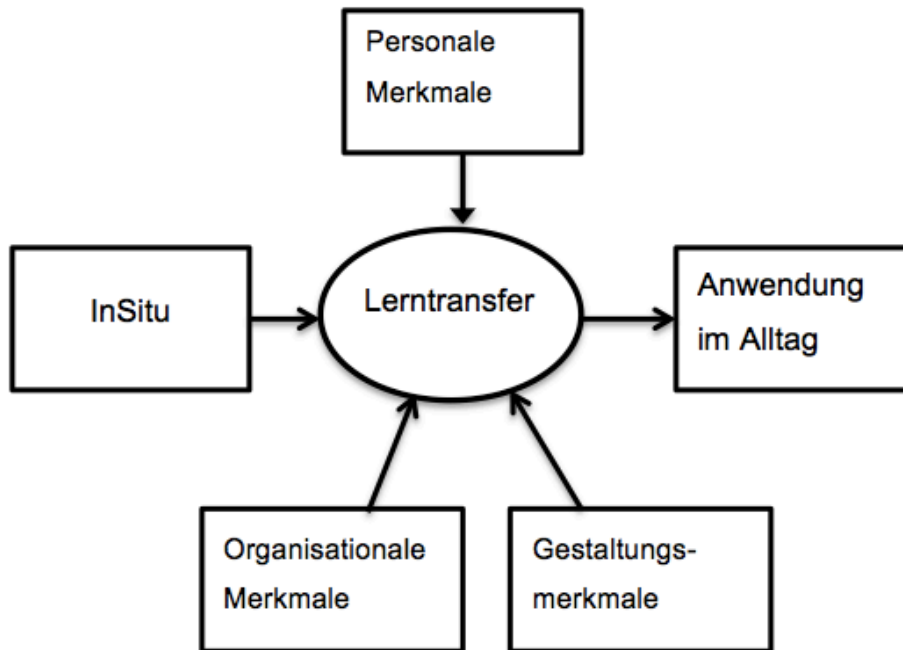 Personale
Merkmale
InSitu
Lerntransfer
Anwendung
im Alltag
Organisationale
Merkmale
Gestaltungs-
merkmale